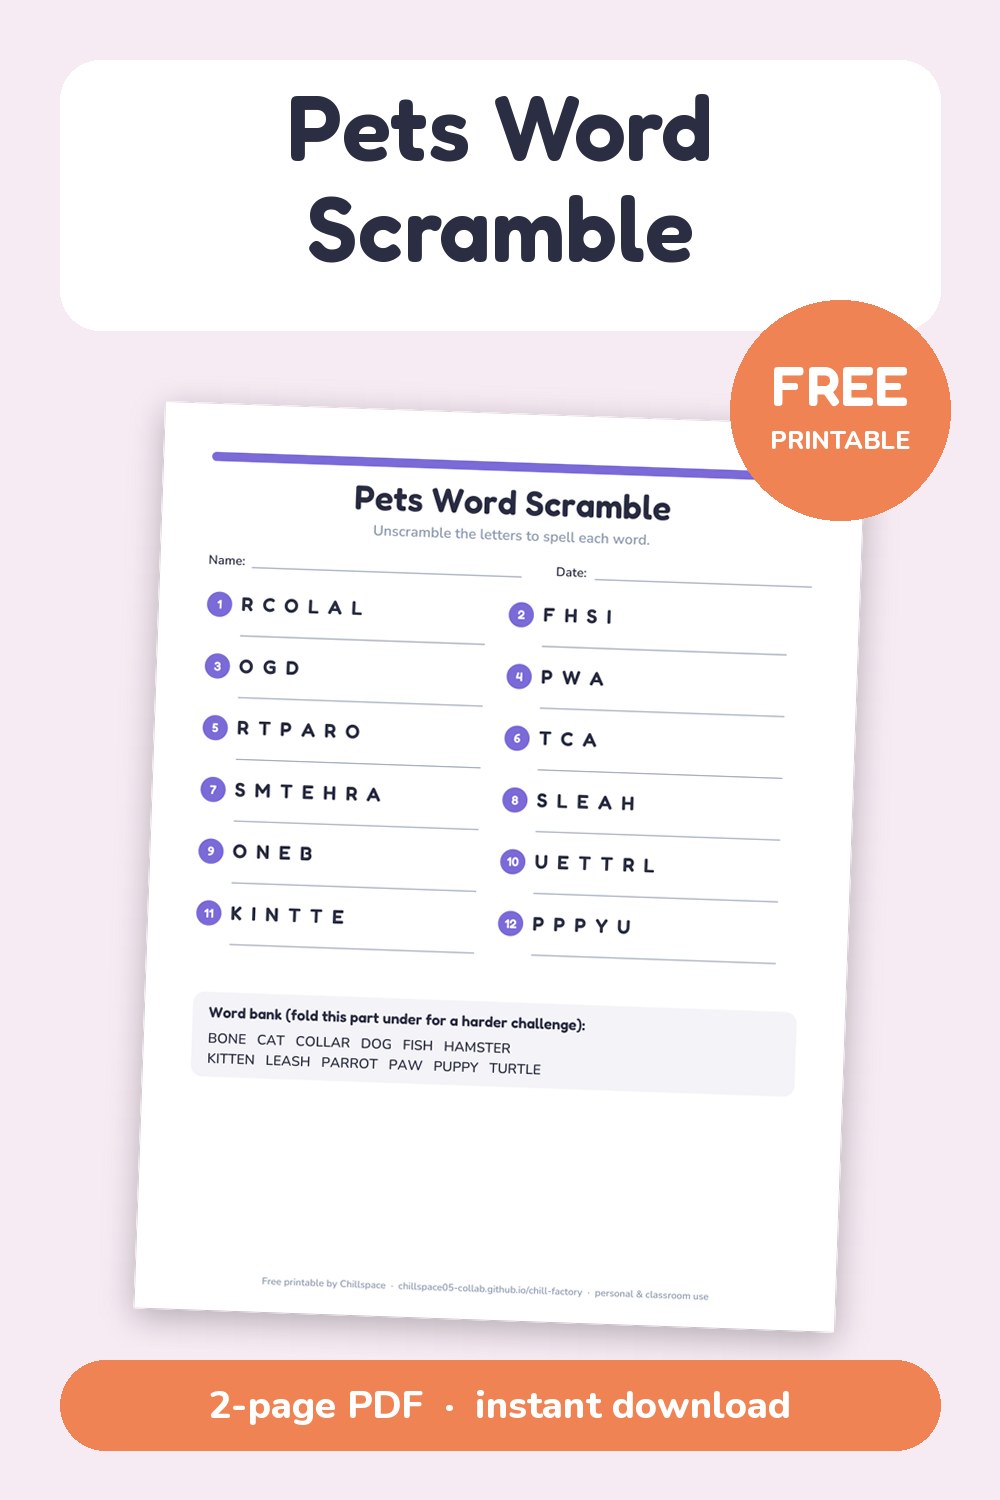 Pets Word
Scramble
FREE
PRINTABLE
Pets Word Scramble
Unscramble the letters to spell each word.
Name: Date:
1 R C O L A L
2 F H S I
3 O G D
4 P W A
5 R T P A R O
6 T C A
7 S M T E H R A
8 S L E A H
9 O N E B
10 U E T T R L
11 K I N T T E
12 P P P Y U
Word bank (fold this part under for a harder challenge):
BONE CAT COLLAR DOG FISH HAMSTER
KITTEN LEASH PARROT PAW PUPPY TURTLE
Free printable by Chillspace · chillspace05-collab.github.io/chill-factory · personal & classroom use
2-page PDF · instant download